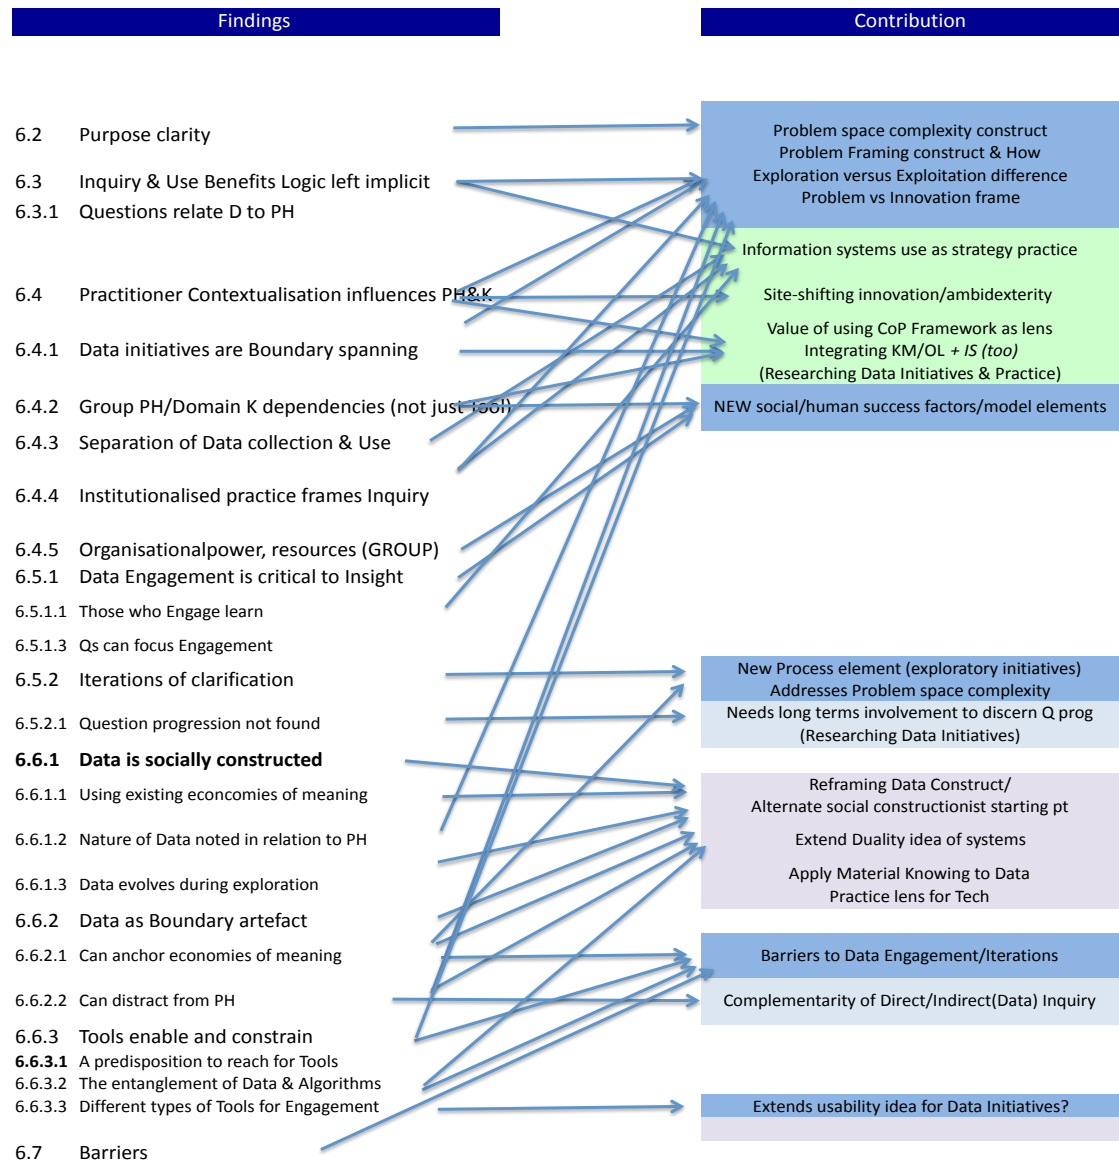 Findings
Contribution
6.2 Purpose clarity
6.3 Inquiry & Use Benefits Logic left implicit
6.3.1 Questions relate D to PH
6.4 Practitioner Contextualisation influences PH&K
6.4.1 Data initiatives are Boundary spanning
6.4.2 Group PH/Domain K dependencies (not just Tool)
6.4.3 Separation of Data collection & Use
6.4.4 Institutionalised practice frames Inquiry
6.4.5 Organisationalpower, resources (GROUP)
6.5.1 Data Engagement is critical to Insight
6.5.1.1 Those who Engage learn
6.5.1.3 Qs can focus Engagement
6.5.2 Iterations of clarification
6.5.2.1 Question progression not found
6.6.1 Data is socially constructed
6.6.1.1 Using existing econcomies of meaning
6.6.1.2 Nature of Data noted in relation to PH
6.6.1.3 Data evolves during exploration
6.6.2 Data as Boundary artefact
6.6.2.1 Can anchor economies of meaning
6.6.2.2 Can distract from PH
6.6.3 Tools enable and constrain
6.6.3.1 A predisposition to reach for Tools
6.6.3.2 The entanglement of Data & Algorithms
6.6.3.3 Different types of Tools for Engagement
6.7 Barriers
Problem space complexity construct
Problem Framing construct & How
Exploration versus Exploitation difference
Problem vs Innovation frame
Information systems use as strategy practice
Site-shifting innovation/ambidexterity
Value of using CoP Framework as lens
Integrating KM/OL + IS (too)
(Researching Data Initiatives & Practice)
NEW social/human success factors/model elements
New Process element (exploratory initiatives)
Addresses Problem space complexity
Needs long terms involvement to discern Q prog
(Researching Data Initiatives)
Reframing Data Construct/
Alternate social constructionist starting pt
Extend Duality idea of systems
Apply Material Knowing to Data
Practice lens for Tech
Barriers to Data Engagement/Iterations
Complementarity of Direct/Indirect(Data) Inquiry
Extends usability idea for Data Initiatives?